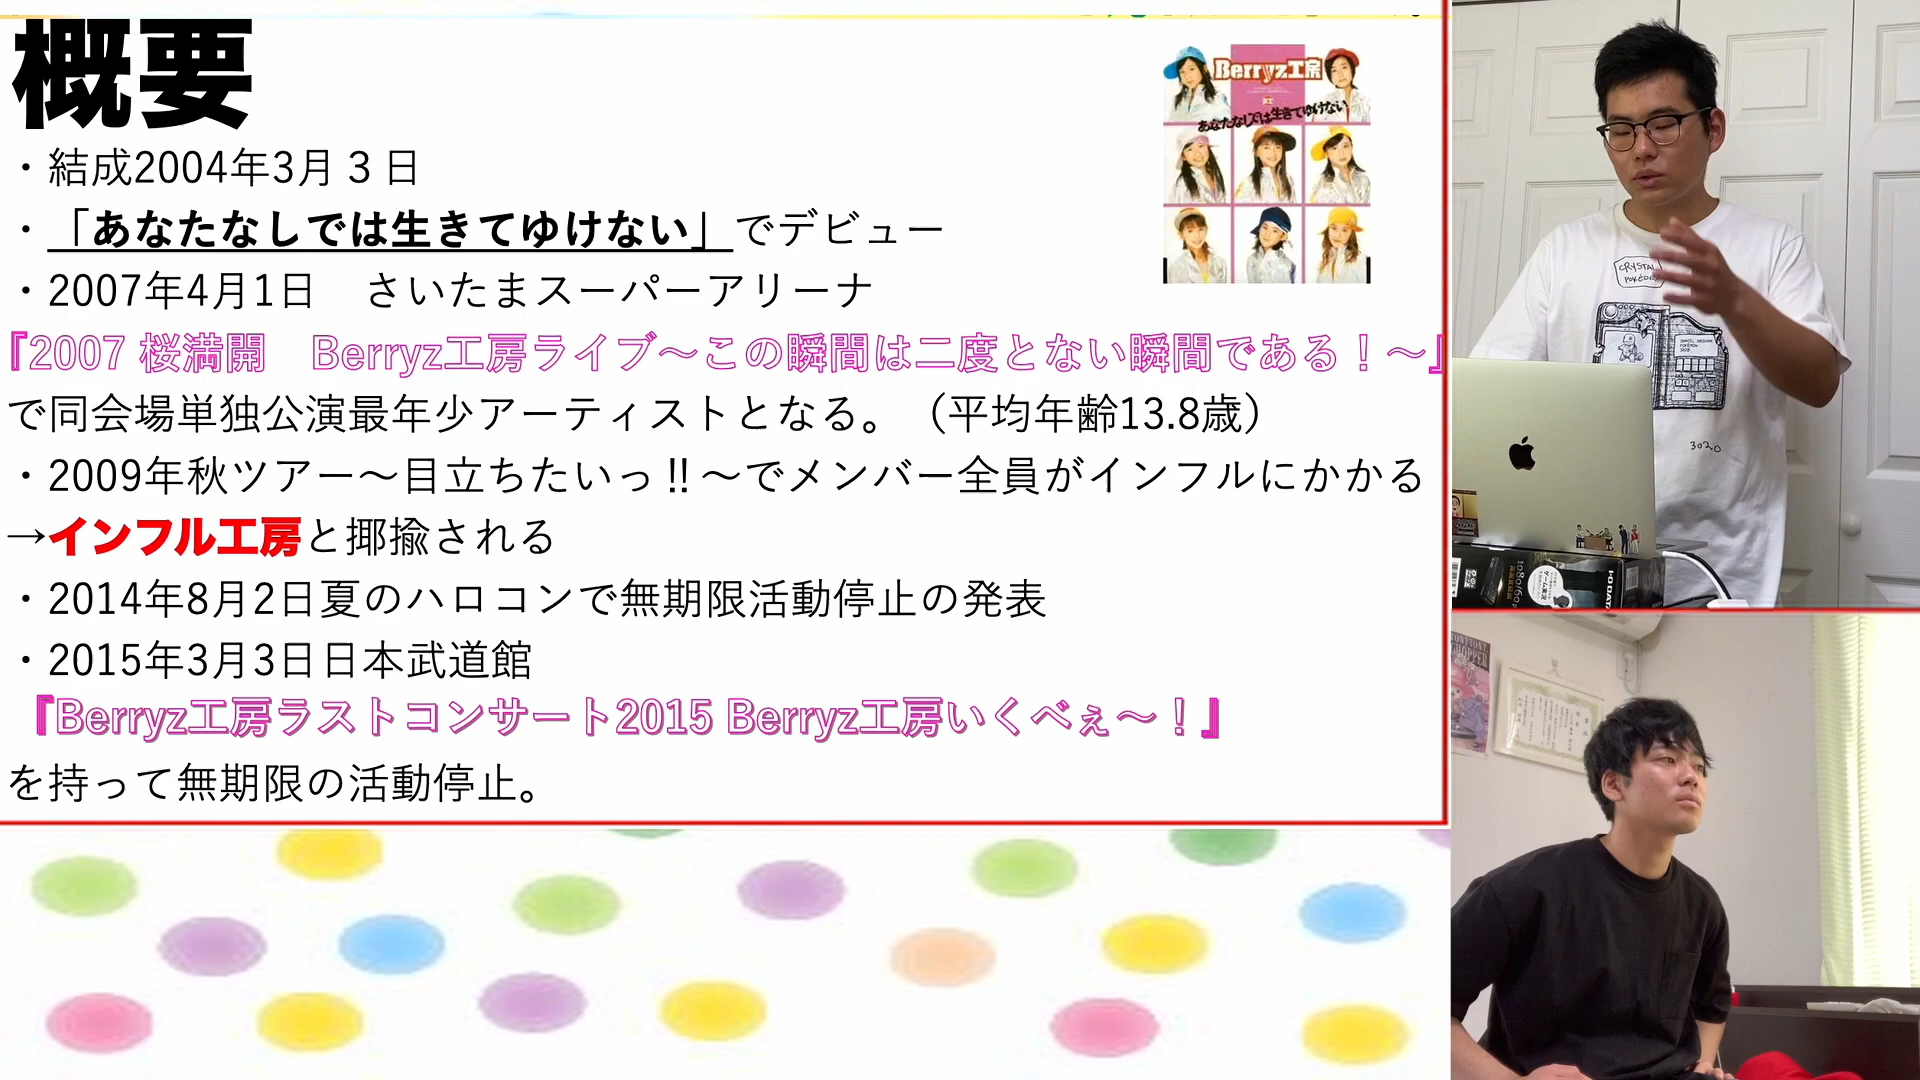 概要
・結成2004年3月３日
・「あなたなしでは生きてゆけない」でデビュー
・2007年4月1日　さいたまスーパーアリーナ
『2007 桜満開　Berryz工房ライブ～この瞬間は二度とない瞬間である！～』
で同会場単独公演最年少アーティストとなる。（平均年齢13.8歳）
・2009年秋ツアー～目立ちたいっ!!～でメンバー全員がインフルにかかる
→インフル工房と揶揄される
・2014年8月2日夏のハロコンで無期限活動停止の発表
・2015年3月3日日本武道館
『Berryz工房ラストコンサート2015 Berryz工房いくべぇ～！』
を持って無期限の活動停止。
Berryz工房
あなたなしでは生きてゆけない
CRYSTAL
3020
1080/60p
I-O DATA
CHOPPER